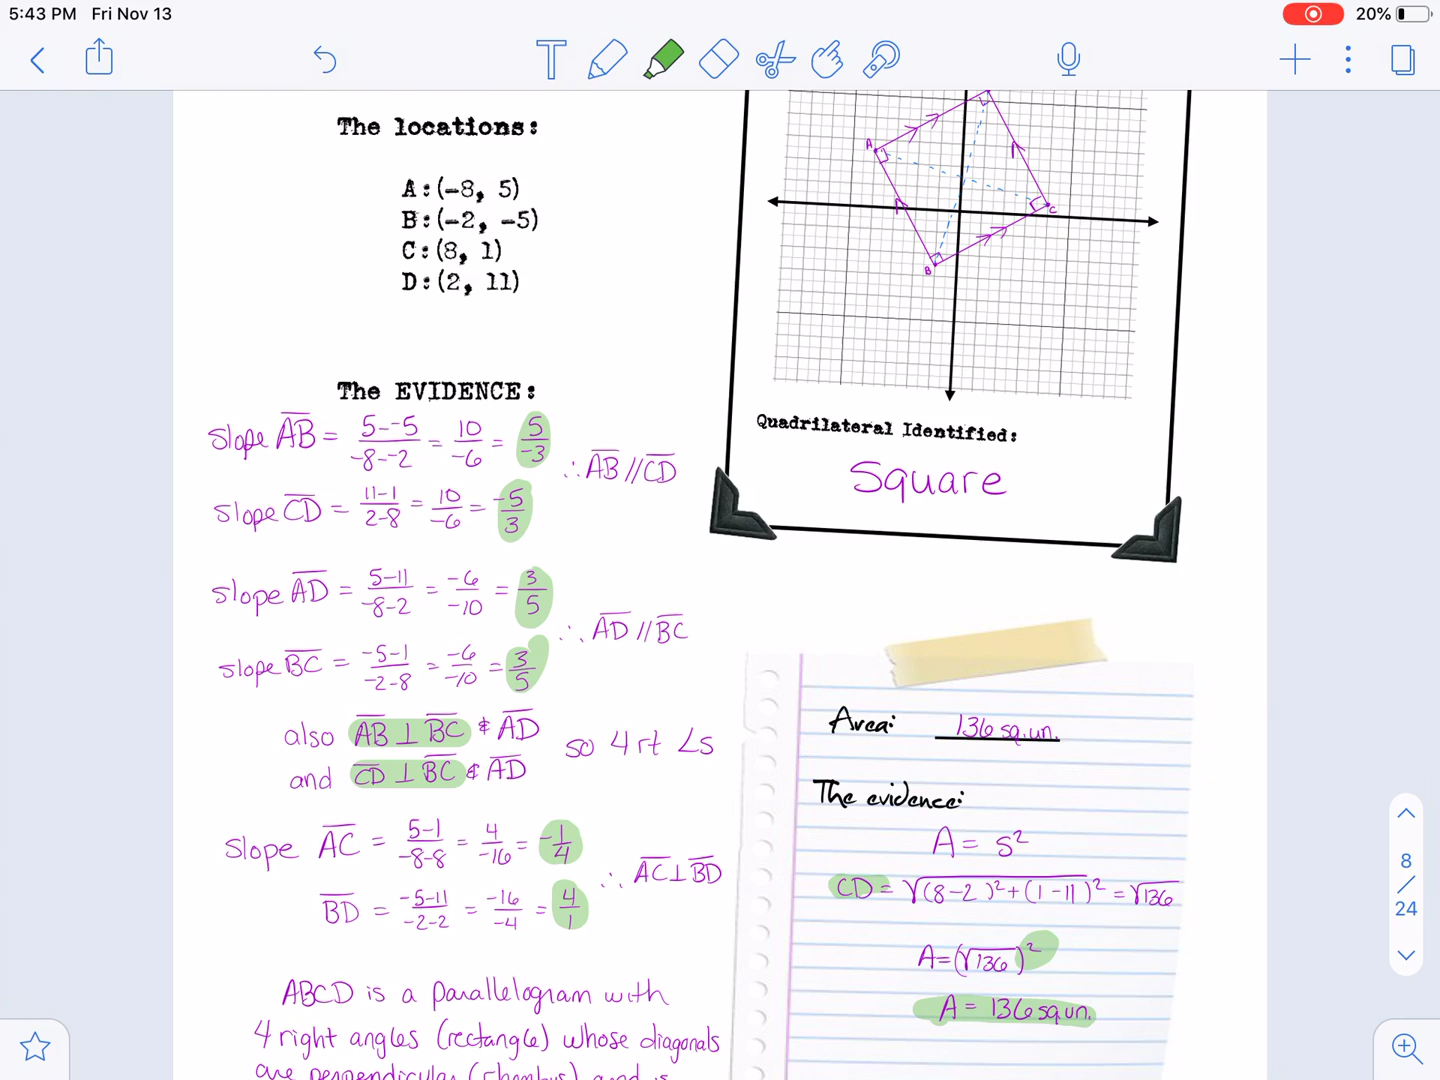 5:43 PM Fri Nov 13
20%
The locations:
A:(-8, 5)
B:(-2, -5)
C:(8, 1)
D:(2, 11)
A
B
C
Quadrilateral Identified:
Square
The EVIDENCE:
slope AB = 5--5/-8--2 = 10/-6 = 5/-3
∴ AB // CD
slope CD = 11-1/2-8 = 10/-6 = -5/3
slope AD = 5-11/-8-2 = -6/-10 = 3/5
∴ AD // BC
slope BC = -5-1/-2-8 = -6/-10 = 3/5
also AB ⊥ BC & AD
so 4 rt ∠s
and CD ⊥ BC & AD
slope AC = 5-1/-8-8 = 4/-16 = -1/4
∴ AC ⊥ BD
BD = -5-11/-2-2 = -16/-4 = 4/1
ABCD is a parallelogram with
4 right angles (rectangle) whose diagonals
are perpendicular (rhombus) and is
Area: 136 sq.un.
The evidence:
A = s²
CD = √(8-2)²+(1-11)² = √136
A=(√136)²
A= 136 sq un.
8
/
24